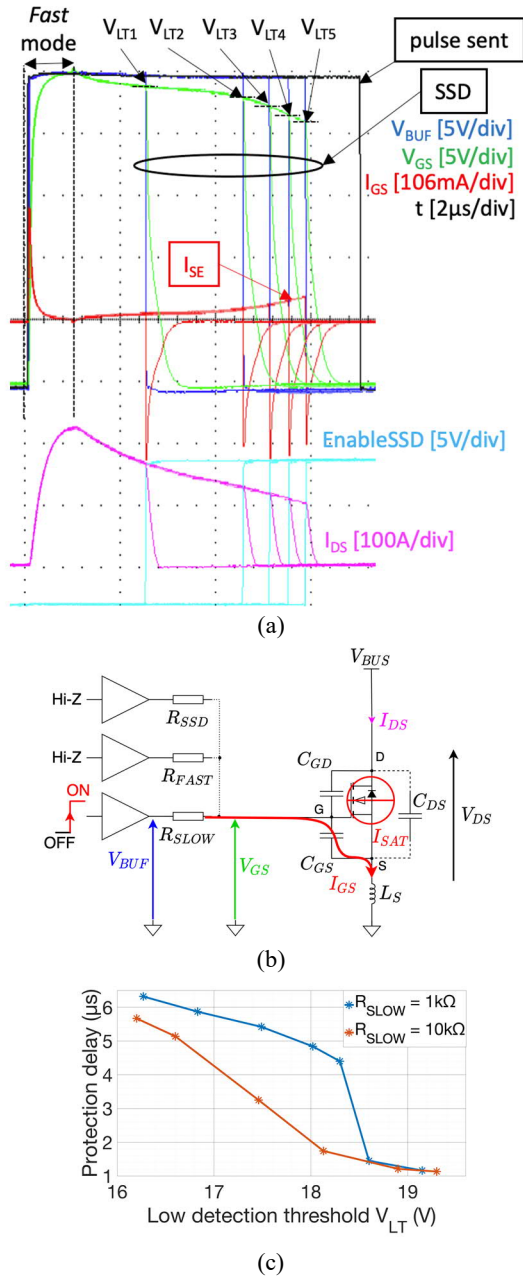 Fast
mode
V_LT1 V_LT2 V_LT3 V_LT4 V_LT5
pulse sent
SSD
V_BUF [5V/div]
V_GS [5V/div]
I_GS [106mA/div]
t [2µs/div]
I_SE
EnableSSD [5V/div]
I_DS [100A/div]
(a)
V_BUS
Hi-Z
R_SSD
I_DS
Hi-Z
R_FAST
C_GD
D
ON
OFF
R_SLOW
G
C_DS
V_DS
I_SAT
V_BUF
V_GS
C_GS
S
I_GS
L_S
(b)
Protection delay (µs)
6
5
4
3
2
1
R_SLOW = 1kΩ
R_SLOW = 10kΩ
16 17 18 19
Low detection threshold V_LT (V)
(c)